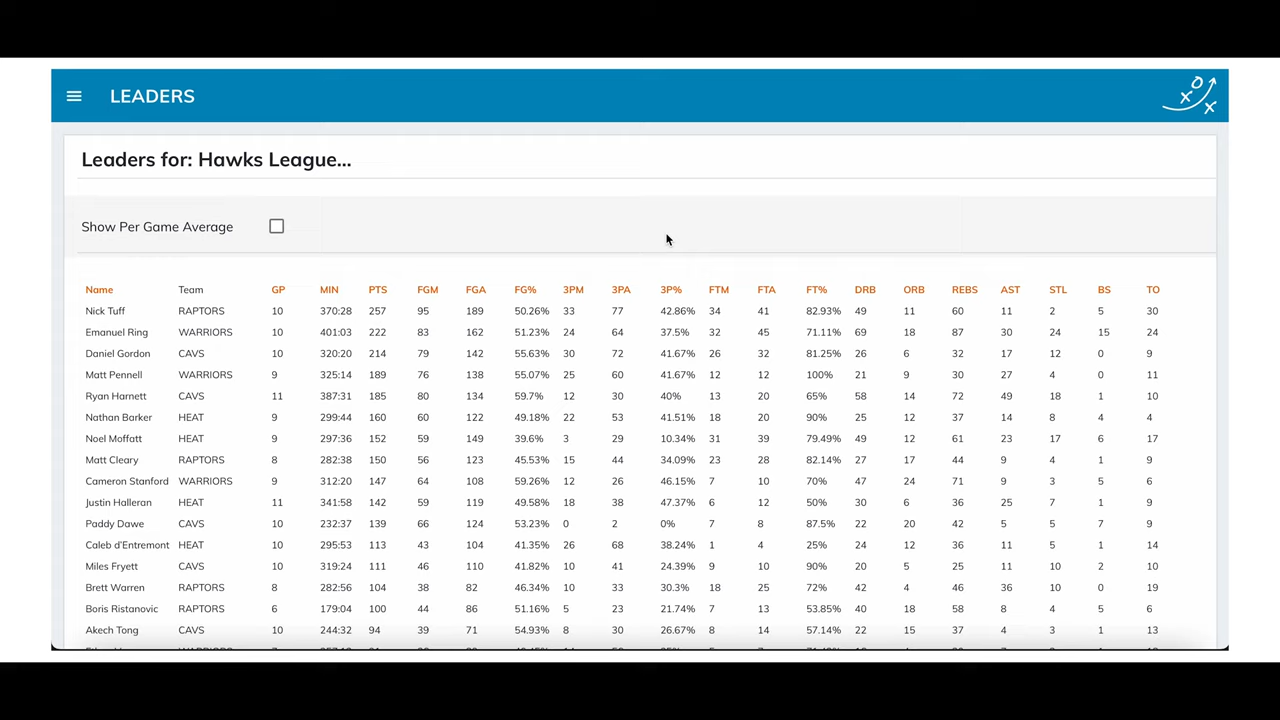 LEADERS
Leaders for: Hawks League...
Show Per Game Average
Name Team GP MIN PTS FGM FGA FG% 3PM 3PA 3P% FTM FTA FT% DRB ORB REBS AST STL BS TO
Nick Tuff RAPTORS 10 370:28 257 95 189 50.26% 33 77 42.86% 34 41 82.93% 49 11 60 11 2 5 30
Emanuel Ring WARRIORS 10 401:03 222 83 162 51.23% 24 64 37.5% 32 45 71.11% 69 18 87 30 24 15 24
Daniel Gordon CAVS 10 320:20 214 79 142 55.63% 30 72 41.67% 26 32 81.25% 26 6 32 17 12 0 9
Matt Pennell WARRIORS 9 325:14 189 76 138 55.07% 25 60 41.67% 12 12 100% 21 9 30 27 4 0 11
Ryan Harnett CAVS 11 387:31 185 80 134 59.7% 12 30 40% 13 20 65% 58 14 72 49 18 1 10
Nathan Barker HEAT 9 299:44 160 60 122 49.18% 22 53 41.51% 18 20 90% 25 12 37 14 8 4 4
Noel Moffatt HEAT 9 297:36 152 59 149 39.6% 3 29 10.34% 31 39 79.49% 49 12 61 23 17 6 17
Matt Cleary RAPTORS 8 282:38 150 56 123 45.53% 15 44 34.09% 23 28 82.14% 27 17 44 9 4 1 9
Cameron Stanford WARRIORS 9 312:20 147 64 108 59.26% 12 26 46.15% 7 10 70% 47 24 71 9 3 5 6
Justin Halleran HEAT 11 341:58 142 59 119 49.58% 18 38 47.37% 6 12 50% 30 6 36 25 7 1 9
Paddy Dawe CAVS 10 232:37 139 66 124 53.23% 0 2 0% 7 8 87.5% 22 20 42 5 5 7 9
Caleb d'Entremont HEAT 10 295:53 113 43 104 41.35% 26 68 38.24% 1 4 25% 24 12 36 11 5 1 14
Miles Fryett CAVS 10 319:24 111 46 110 41.82% 10 41 24.39% 9 10 90% 20 5 25 11 10 2 10
Brett Warren RAPTORS 8 282:56 104 38 82 46.34% 10 33 30.3% 18 25 72% 42 4 46 36 10 0 19
Boris Ristanovic RAPTORS 6 179:04 100 44 86 51.16% 5 23 21.74% 7 13 53.85% 40 18 58 8 4 5 6
Akech Tong CAVS 10 244:32 94 39 71 54.93% 8 30 26.67% 8 14 57.14% 22 15 37 4 3 1 13